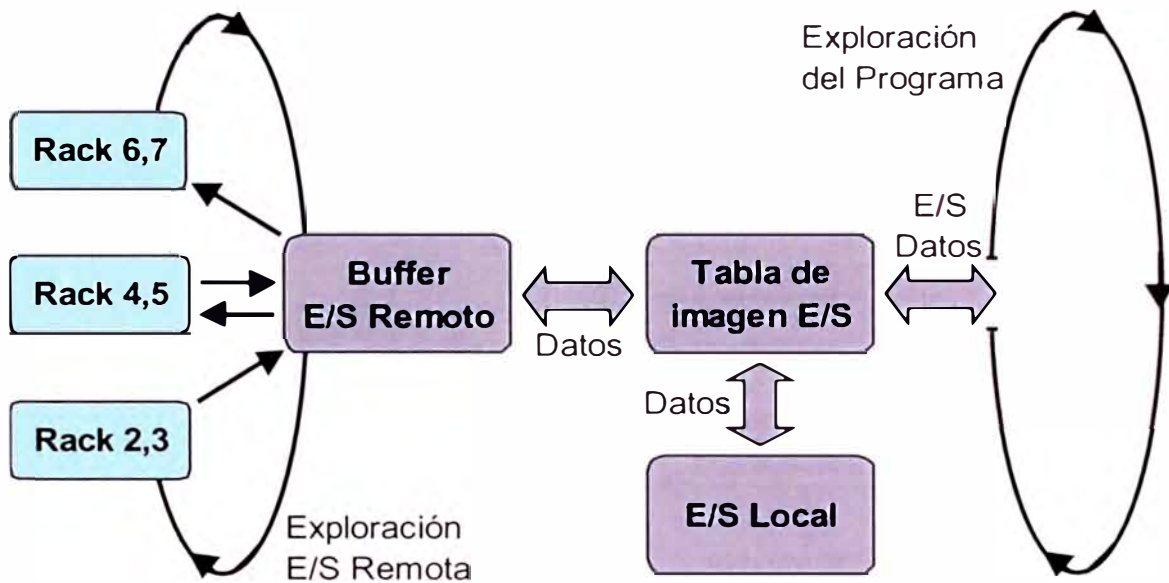 Exploración
del Programa
Rack 6,7
Rack 4,5
Rack 2,3
Buffer
E/S Remoto
Datos
Tabla de
imagen E/S
E/S
Datos
Datos
E/S Local
Exploración
E/S Remota